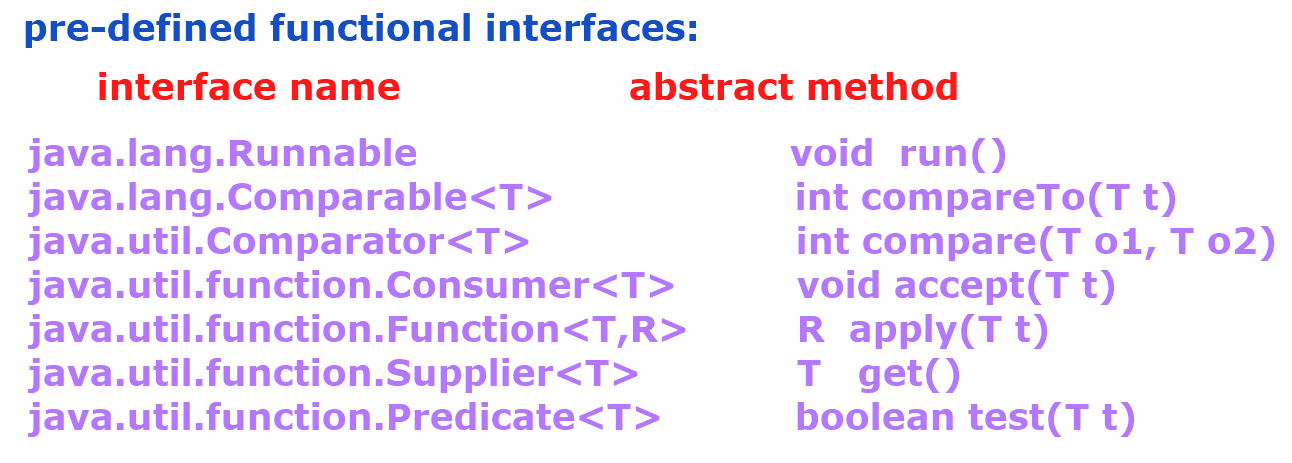 pre-defined functional interfaces:
interface name abstract method
java.lang.Runnable void run()
java.lang.Comparable<T> int compareTo(T t)
java.util.Comparator<T> int compare(T o1, T o2)
java.util.function.Consumer<T> void accept(T t)
java.util.function.Function<T,R> R apply(T t)
java.util.function.Supplier<T> T get()
java.util.function.Predicate<T> boolean test(T t)